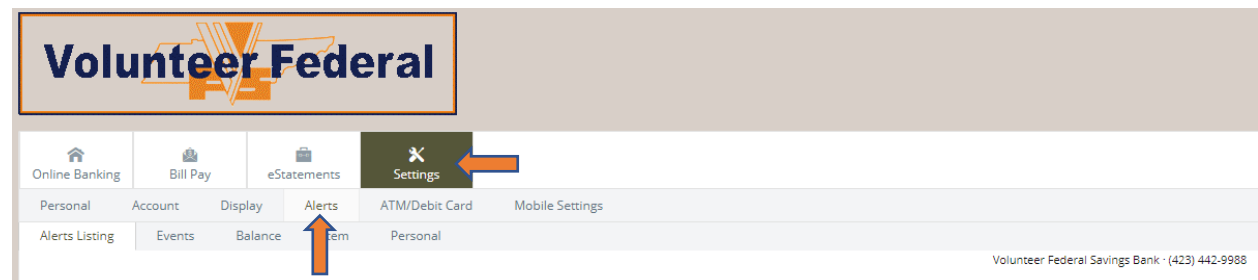 Volunteer Federal
FS
Online Banking Bill Pay eStatements Settings
Personal Account Display Alerts ATM/Debit Card Mobile Settings
Alerts Listing Events Balance Personal
Volunteer Federal Savings Bank · (423) 442-9988